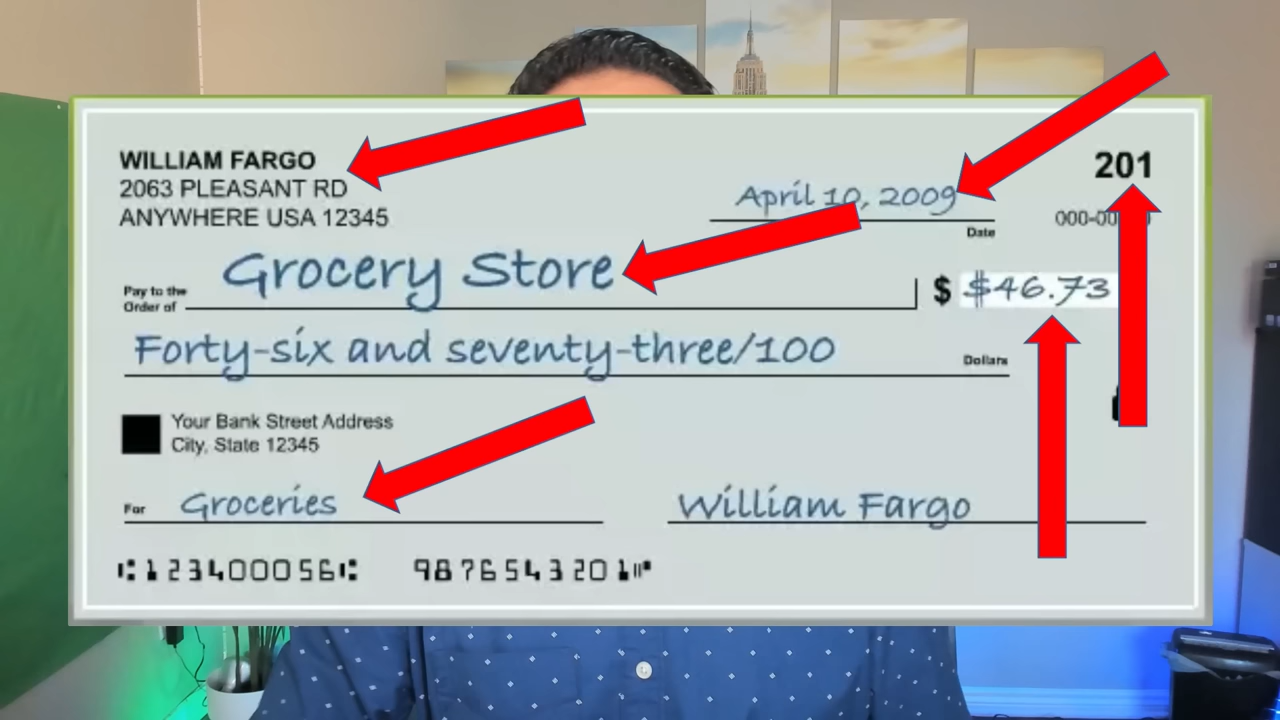 WILLIAM FARGO
201
2063 PLEASANT RD
April 10, 2009
ANYWHERE USA 12345
Date
Grocery Store
Pay to the
Order of
$ $46.73
Forty-six and seventy-three/100
Dollars
Your Bank Street Address
City, State 12345
For Groceries
William Fargo
⑆123400056⑆ 9876543201⑈